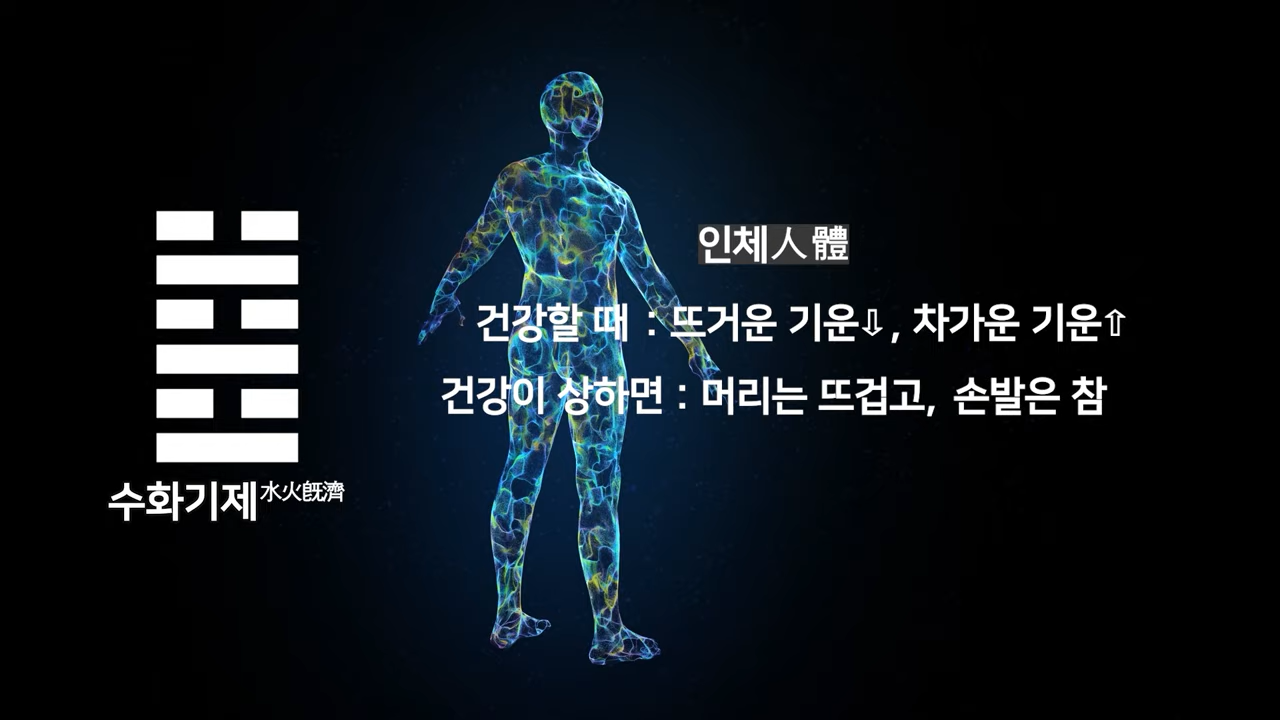 인체人體
건강할 때 : 뜨거운 기운⇩, 차가운 기운⇧
건강이 상하면 : 머리는 뜨겁고, 손발은 참
수화기제水火旣濟